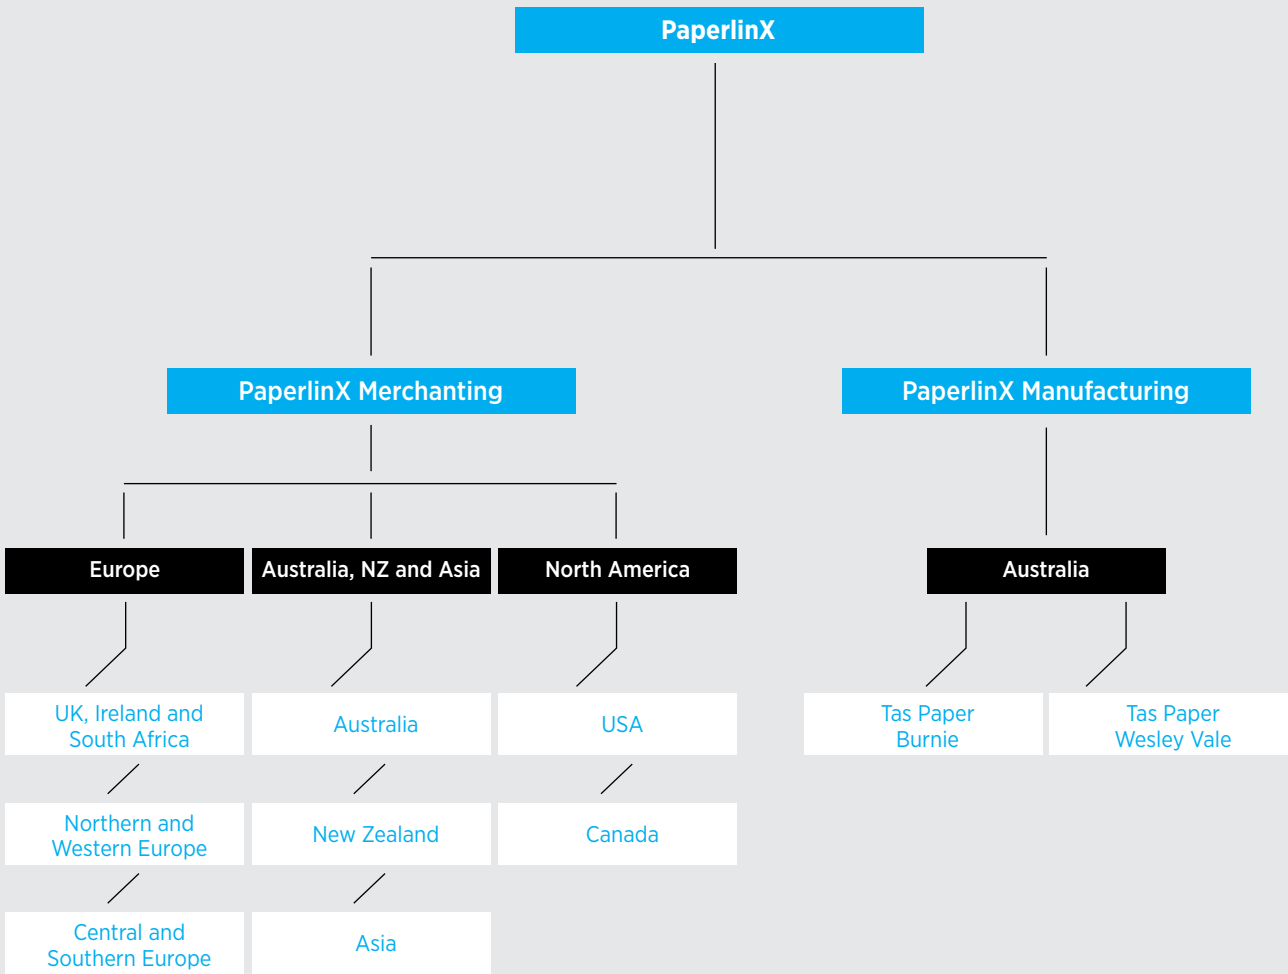 PaperlinX
PaperlinX Merchanting
PaperlinX Manufacturing
Europe
Australia, NZ and Asia
North America
Australia
UK, Ireland and
South Africa
Australia
USA
Tas Paper
Burnie
Tas Paper
Wesley Vale
Northern and
Western Europe
New Zealand
Canada
Central and
Southern Europe
Asia